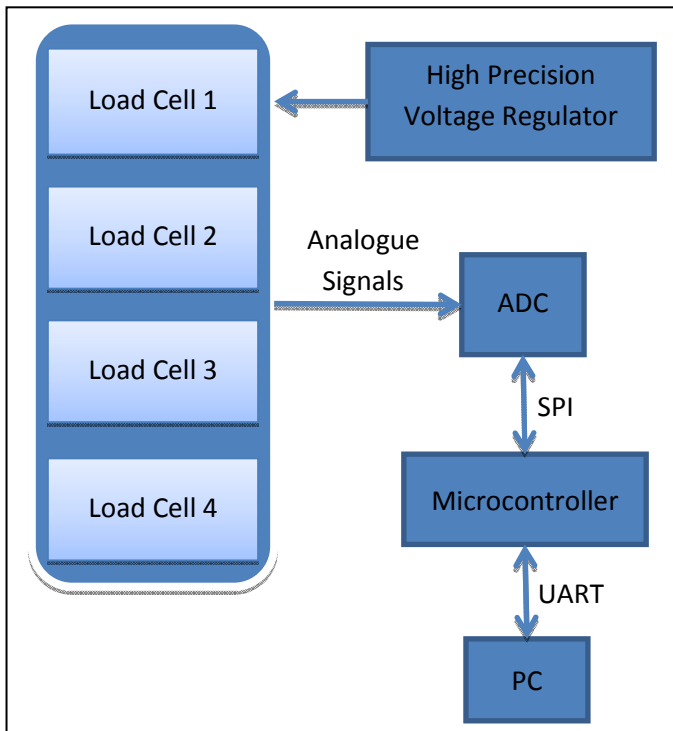 Load Cell 1
High Precision
Voltage Regulator
Load Cell 2
Analogue
Signals
ADC
Load Cell 3
SPI
Load Cell 4
Microcontroller
UART
PC